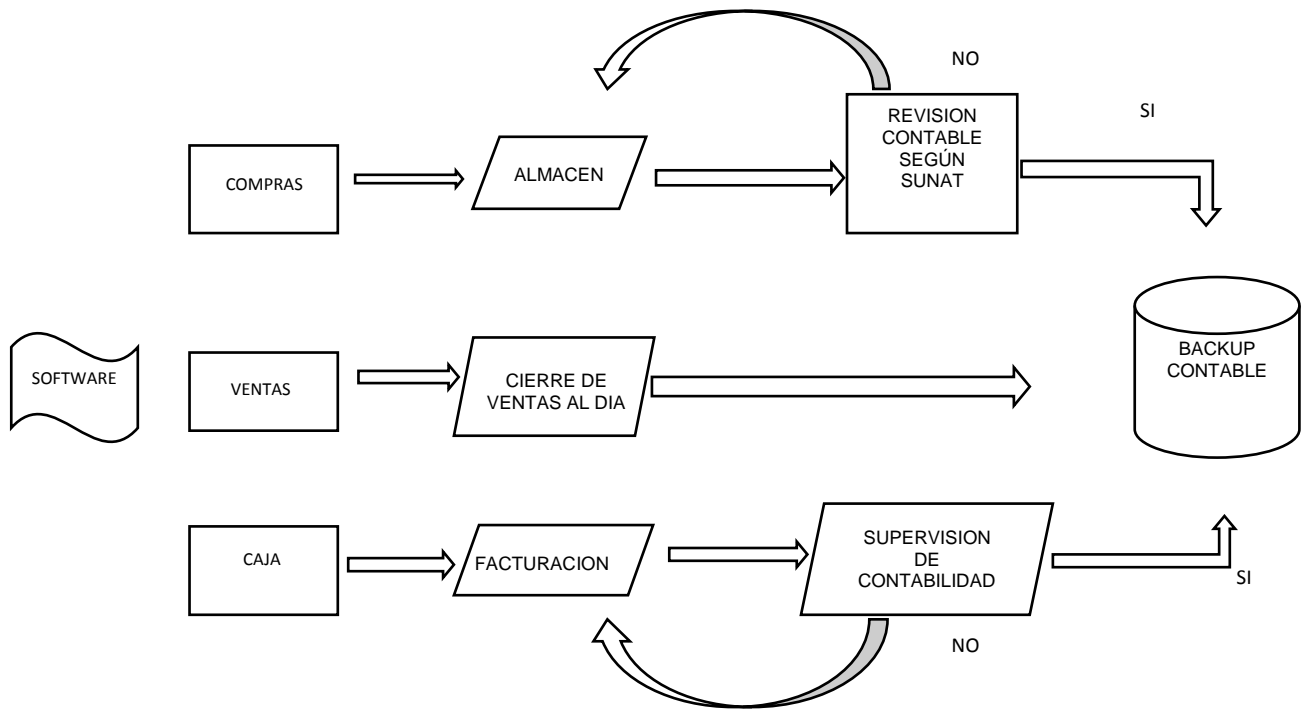 NO
SI
REVISION
CONTABLE
SEGÚN
SUNAT
COMPRAS
ALMACEN
SOFTWARE
VENTAS
CIERRE DE
VENTAS AL DIA
BACKUP
CONTABLE
CAJA
FACTURACION
SUPERVISION
DE
CONTABILIDAD
SI
NO